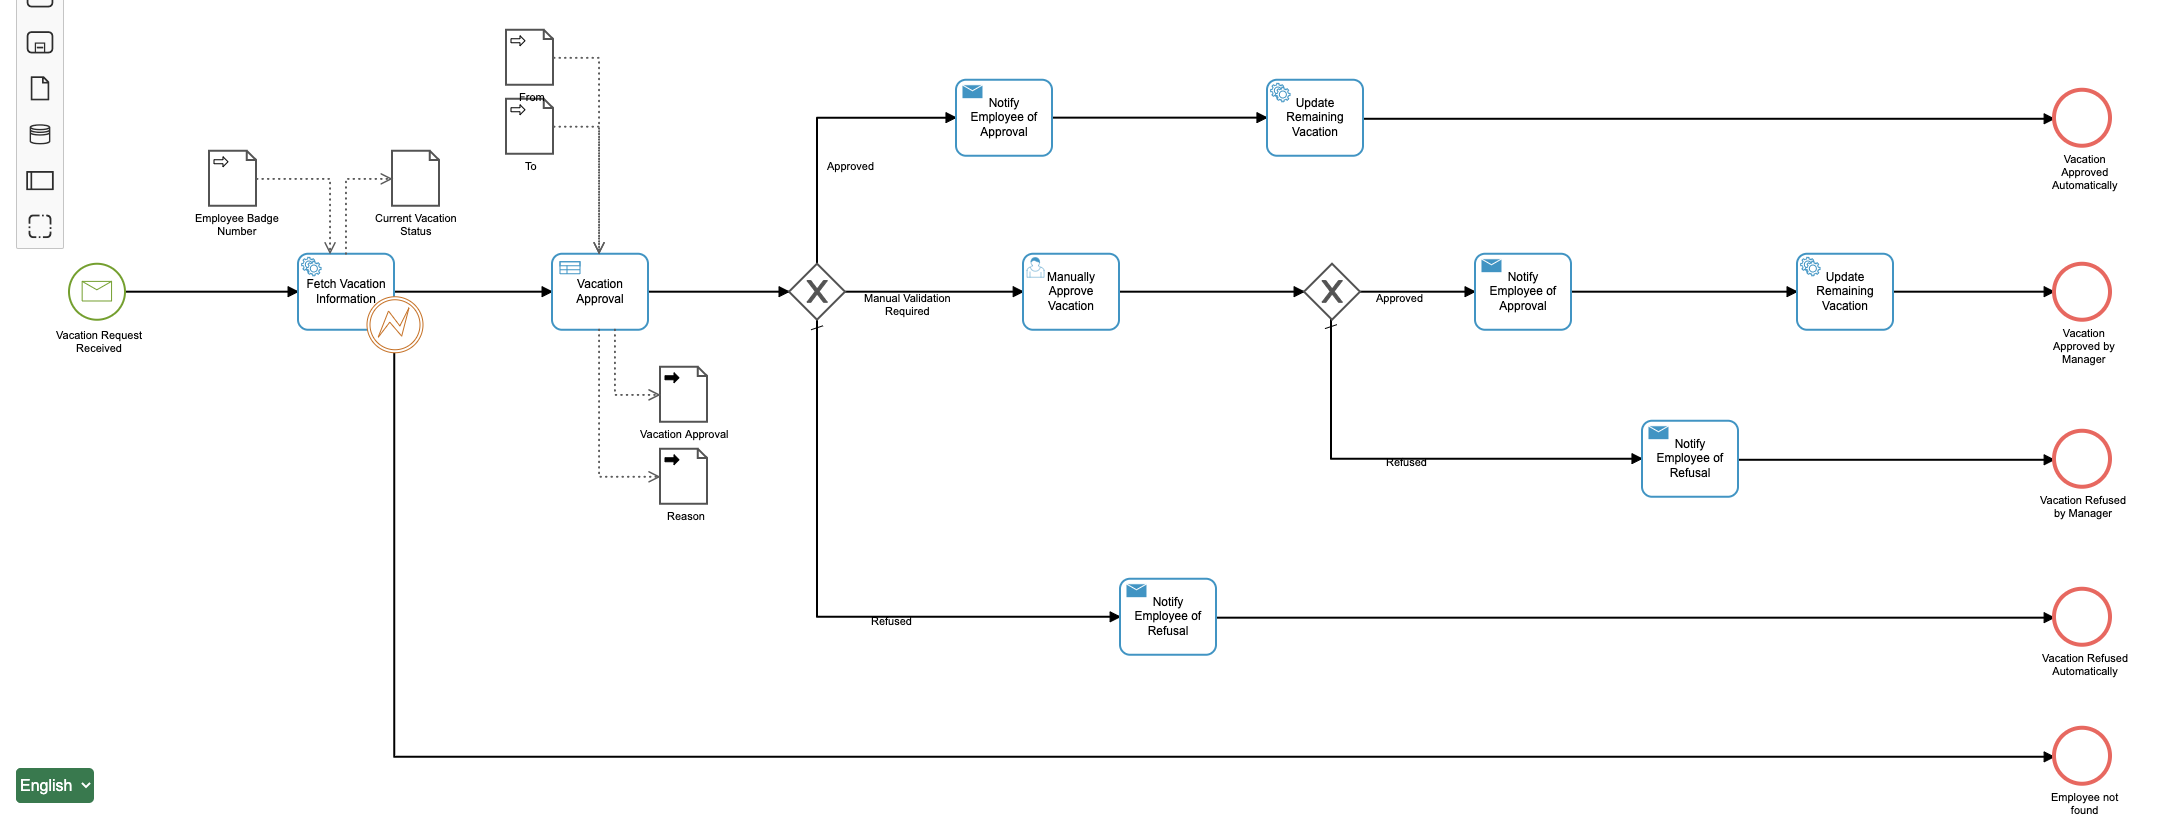 From
To
Employee Badge
Number
Current Vacation
Status
Approved
Notify
Employee of
Approval
Update
Remaining
Vacation
Vacation
Approved
Automatically
Vacation Request
Received
Fetch Vacation
Information
Vacation
Approval
X
Manual Validation
Required
Manually
Approve
Vacation
X
Approved
Notify
Employee of
Approval
Update
Remaining
Vacation
Vacation
Approved by
Manager
Vacation Approval
Reason
Refused
Notify
Employee of
Refusal
Vacation Refused
by Manager
Refused
Notify
Employee of
Refusal
Vacation Refused
Automatically
English
Employee not
found